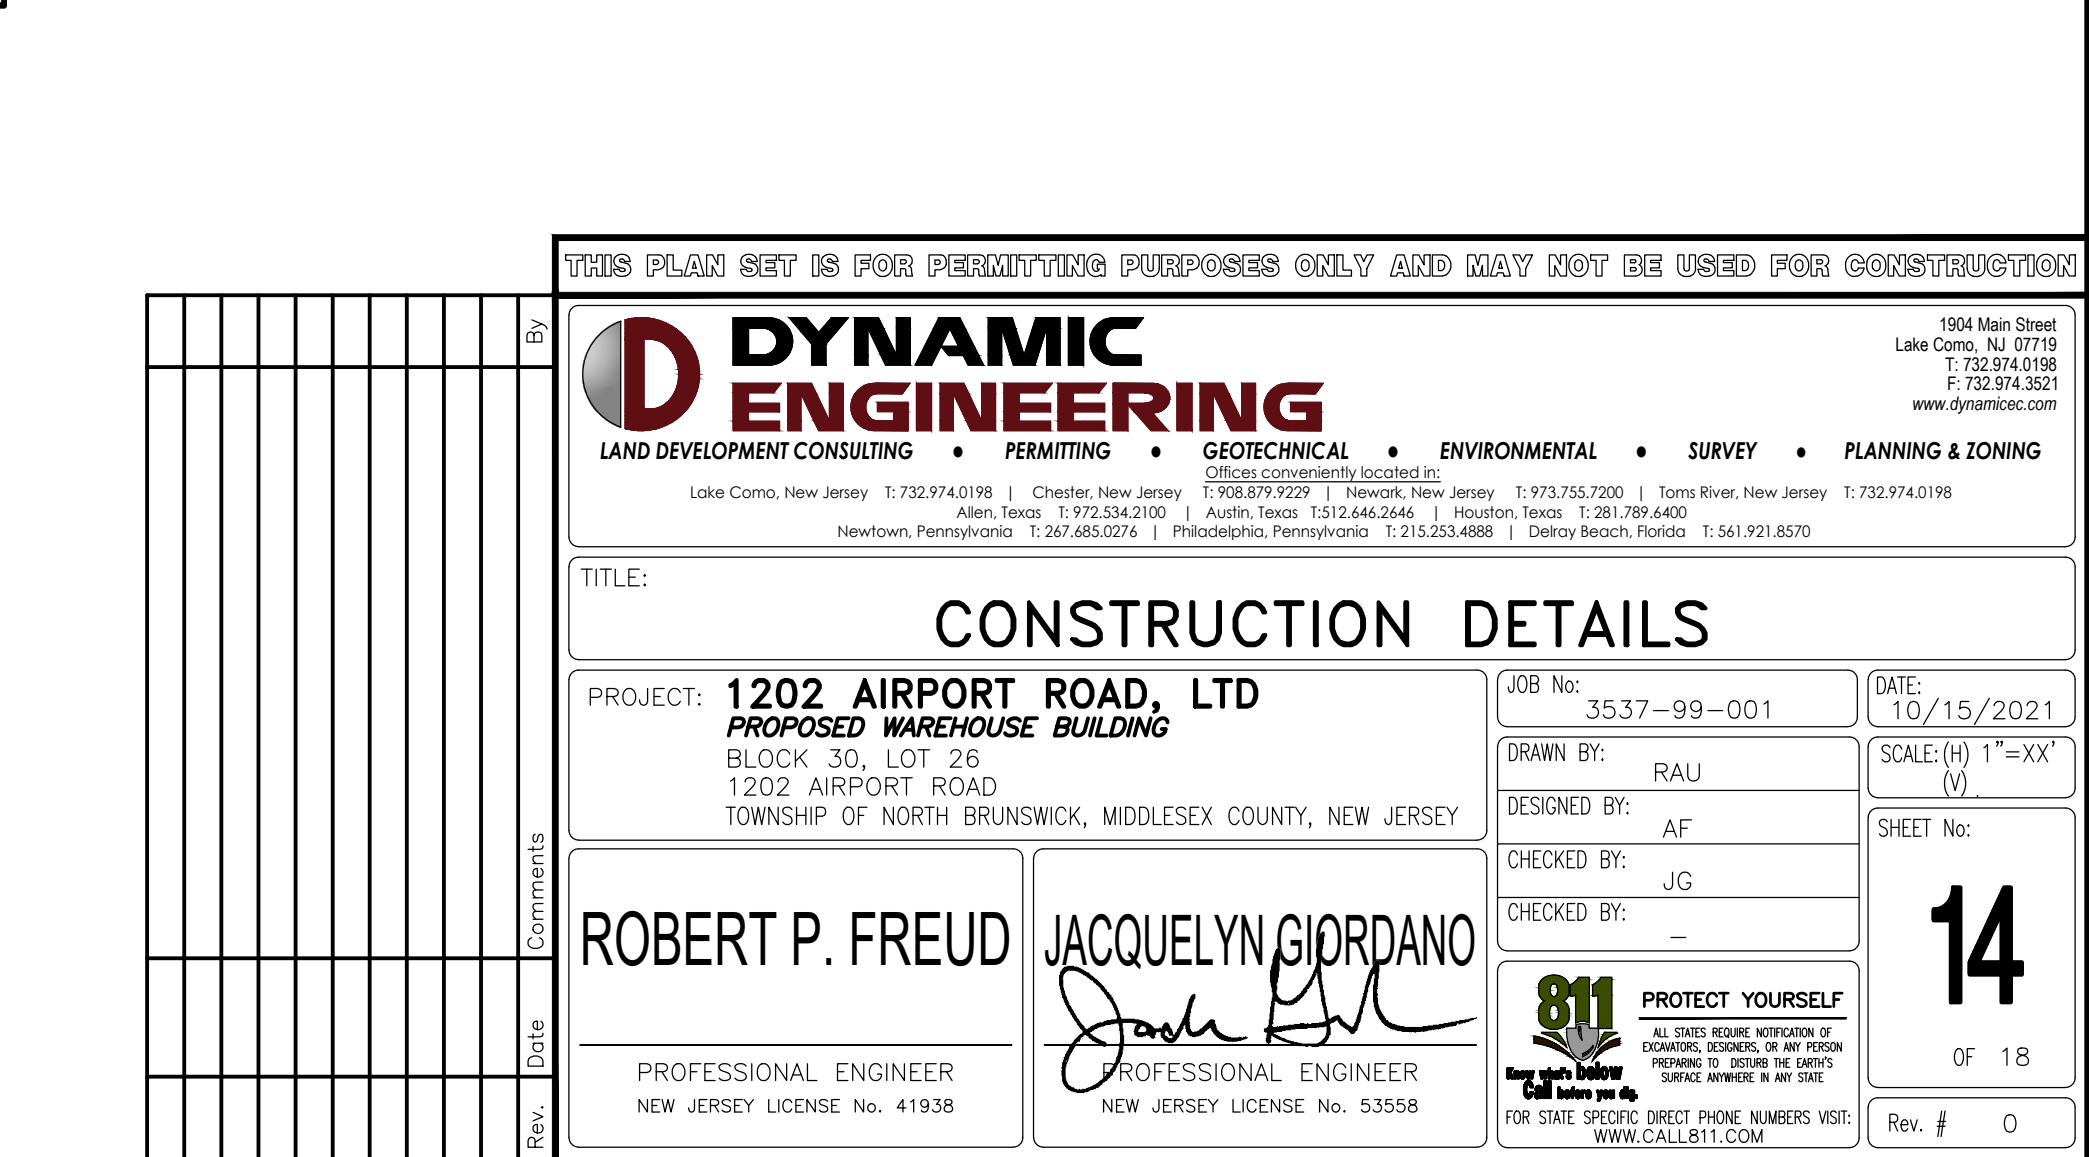 THIS PLAN SET IS FOR PERMITTING PURPOSES ONLY AND MAY NOT BE USED FOR CONSTRUCTION
By
Comments
Date
Rev.
D DYNAMIC
ENGINEERING
1904 Main Street
Lake Como, NJ 07719
T: 732.974.0198
F: 732.974.3521
www.dynamicec.com
LAND DEVELOPMENT CONSULTING • PERMITTING • GEOTECHNICAL • ENVIRONMENTAL • SURVEY • PLANNING & ZONING
Offices conveniently located in:
Lake Como, New Jersey T: 732.974.0198 | Chester, New Jersey T: 908.879.9229 | Newark, New Jersey T: 973.755.7200 | Toms River, New Jersey T: 732.974.0198
Allen, Texas T: 972.534.2100 | Austin, Texas T:512.646.2646 | Houston, Texas T: 281.789.6400
Newtown, Pennsylvania T: 267.685.0276 | Philadelphia, Pennsylvania T: 215.253.4888 | Delray Beach, Florida T: 561.921.8570
TITLE:
CONSTRUCTION DETAILS
PROJECT: 1202 AIRPORT ROAD, LTD
PROPOSED WAREHOUSE BUILDING
BLOCK 30, LOT 26
1202 AIRPORT ROAD
TOWNSHIP OF NORTH BRUNSWICK, MIDDLESEX COUNTY, NEW JERSEY
JOB No:
3537-99-001
DATE:
10/15/2021
DRAWN BY:
RAU
SCALE: (H) 1"=XX'
(V) .
DESIGNED BY:
AF
CHECKED BY:
JG
CHECKED BY:
–
SHEET No:
14
OF 18
Rev. # 0
ROBERT P. FREUD
PROFESSIONAL ENGINEER
NEW JERSEY LICENSE No. 41938
JACQUELYN GIORDANO
PROFESSIONAL ENGINEER
NEW JERSEY LICENSE No. 53558
811
Know what's below
Call before you dig.
PROTECT YOURSELF
ALL STATES REQUIRE NOTIFICATION OF
EXCAVATORS, DESIGNERS, OR ANY PERSON
PREPARING TO DISTURB THE EARTH'S
SURFACE ANYWHERE IN ANY STATE
FOR STATE SPECIFIC DIRECT PHONE NUMBERS VISIT:
WWW.CALL811.COM